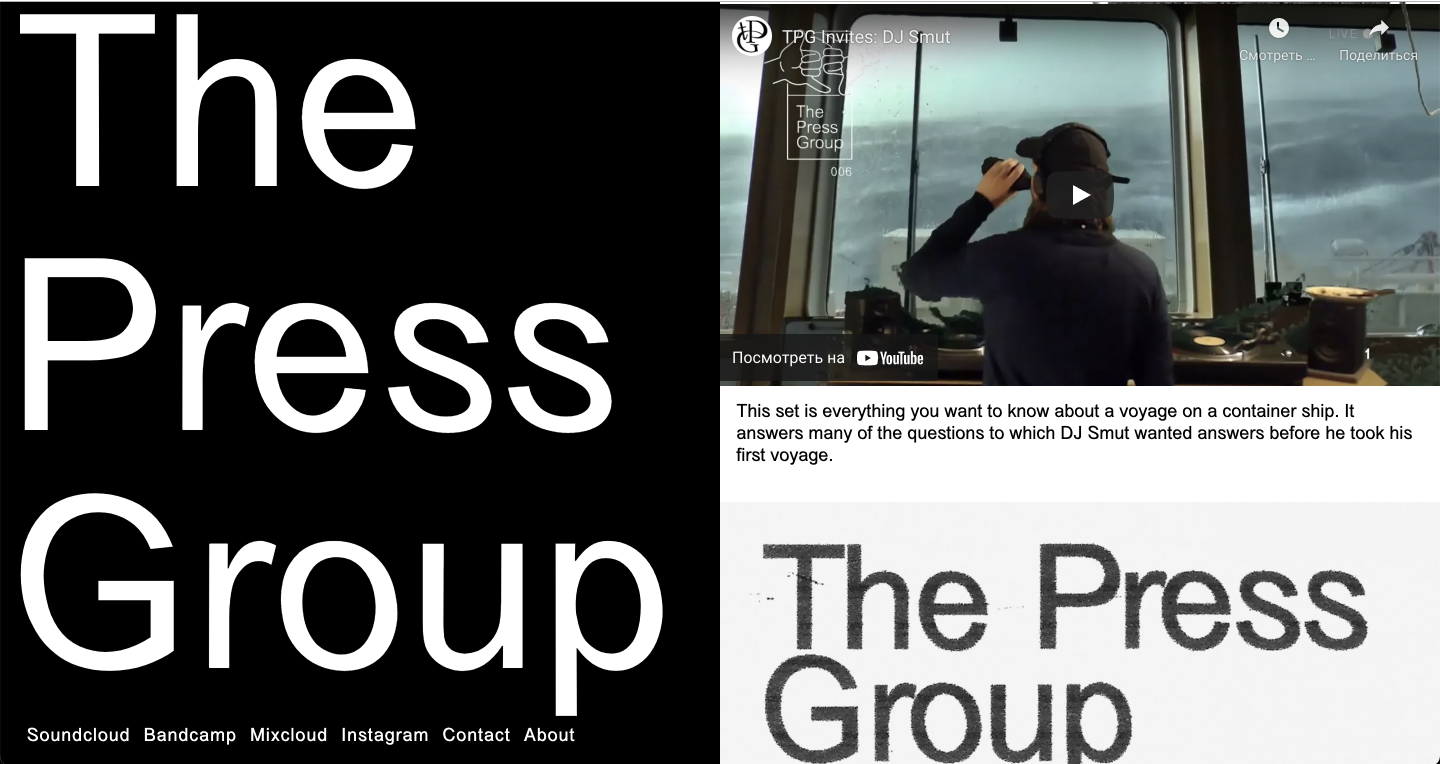 The
Press
Group
Soundcloud Bandcamp Mixcloud Instagram Contact About
TPG Invites: DJ Smut
Смотреть ...
Поделиться
LIVE
The
Press
Group
006
Посмотреть на YouTube
1
This set is everything you want to know about a voyage on a container ship. It
answers many of the questions to which DJ Smut wanted answers before he took his
first voyage.
The Press
Group